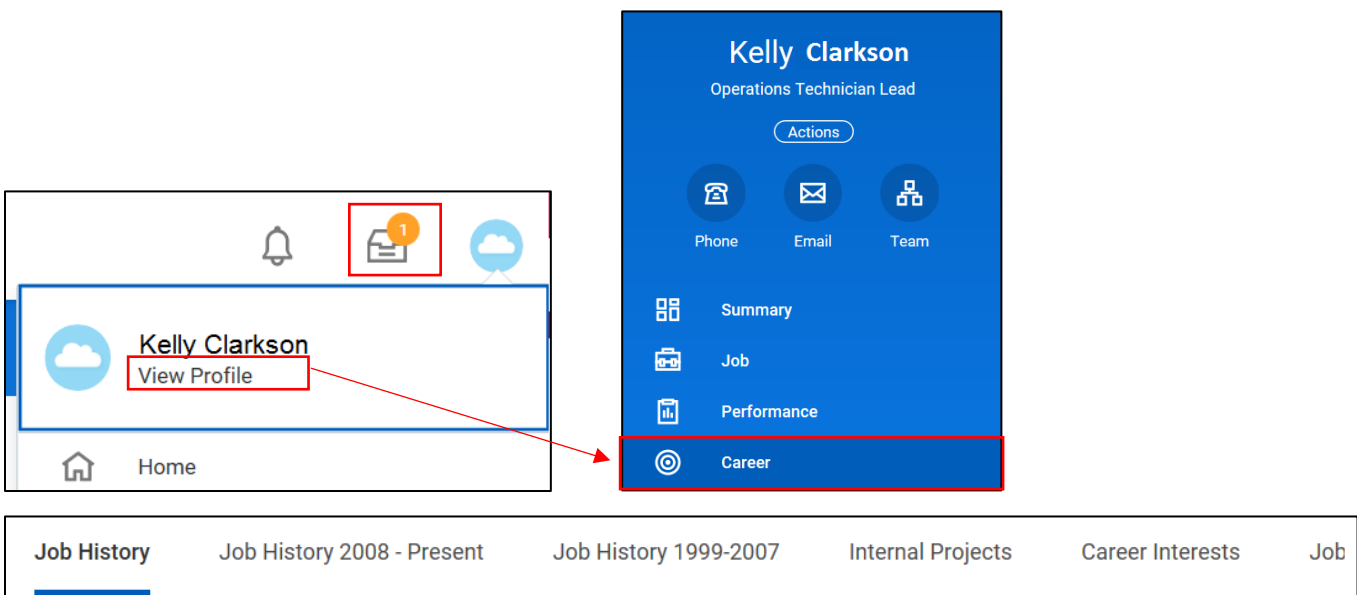 Kelly Clarkson
Operations Technician Lead
Actions
Phone Email Team
Summary
Job
Performance
Career
1
Kelly Clarkson
View Profile
Home
Job History Job History 2008 - Present Job History 1999-2007 Internal Projects Career Interests Job